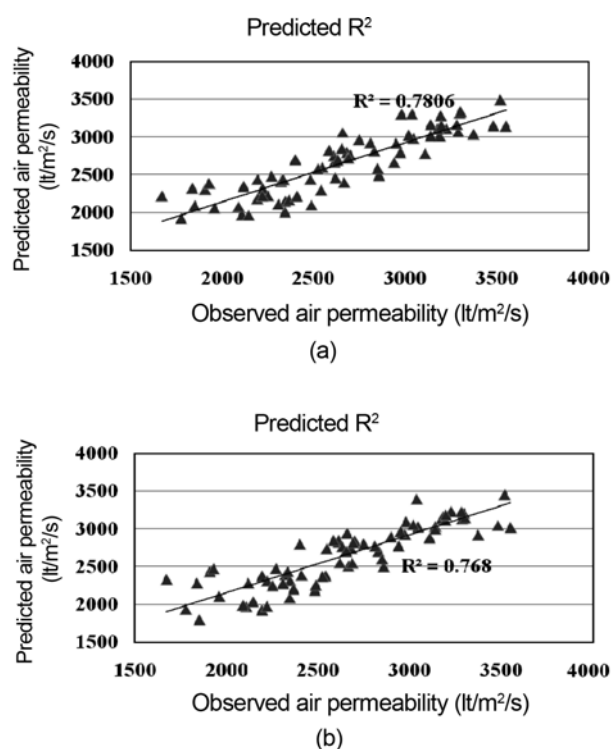 (a)
Predicted R²
4000
3500
3000
2500
2000
1500
R² = 0.7806
Predicted air permeability
(lt/m²/s)
1500 2000 2500 3000 3500 4000
Observed air permeability (lt/m²/s)
(a)
Predicted R²
4000
3500
3000
2500
2000
1500
R² = 0.768
Predicted air permeability
(lt/m²/s)
1500 2000 2500 3000 3500 4000
Observed air permeability (lt/m²/s)
(b)